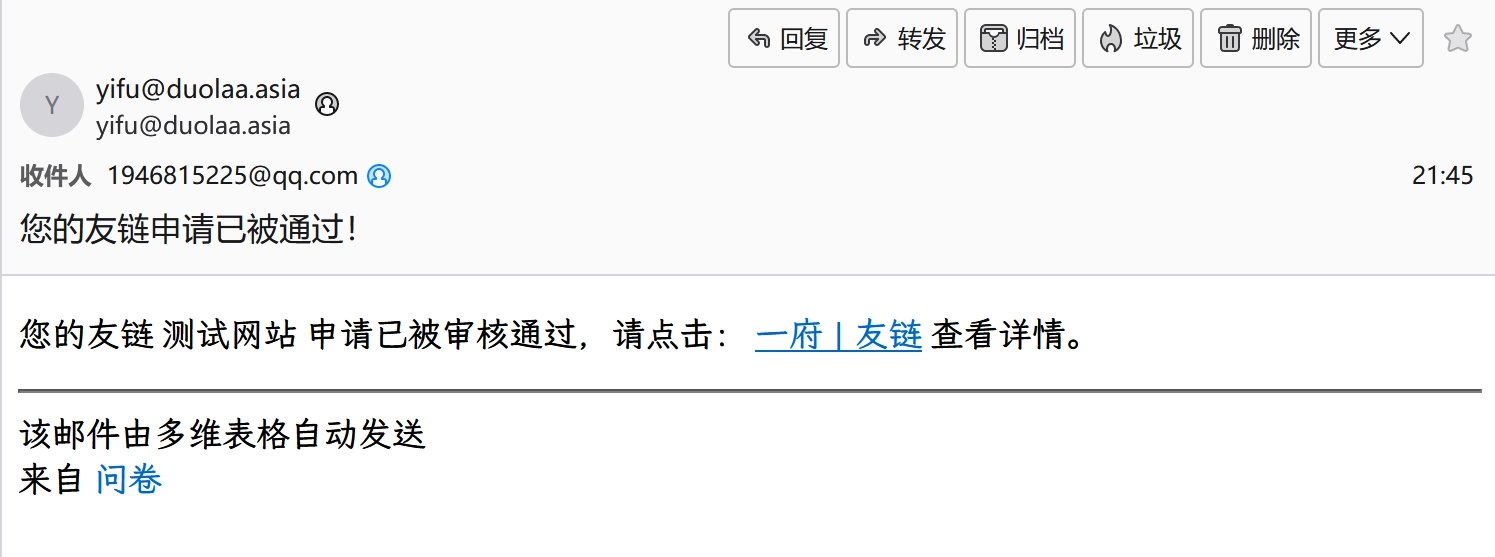 回复 转发 归档 垃圾 删除 更多
Y
yifu@duolaa.asia
yifu@duolaa.asia
收件人 1946815225@qq.com 21:45
您的友链申请已被通过！
您的友链 测试网站 申请已被审核通过，请点击： 一府 | 友链 查看详情。
该邮件由多维表格自动发送
来自 问卷